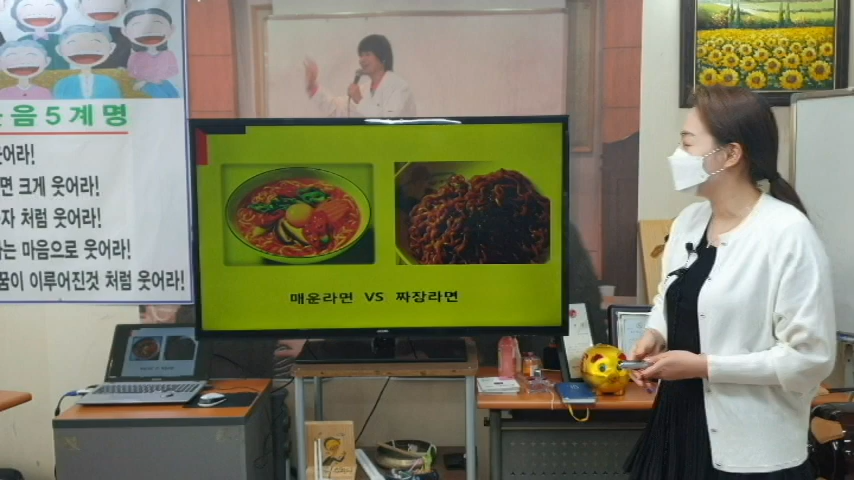 음5계명
웃어라!
면 크게 웃어라!
자 처럼 웃어라!
는 마음으로 웃어라!
꿈이 이루어진것 처럼 웃어라!
매운라면 VS 짜장라면